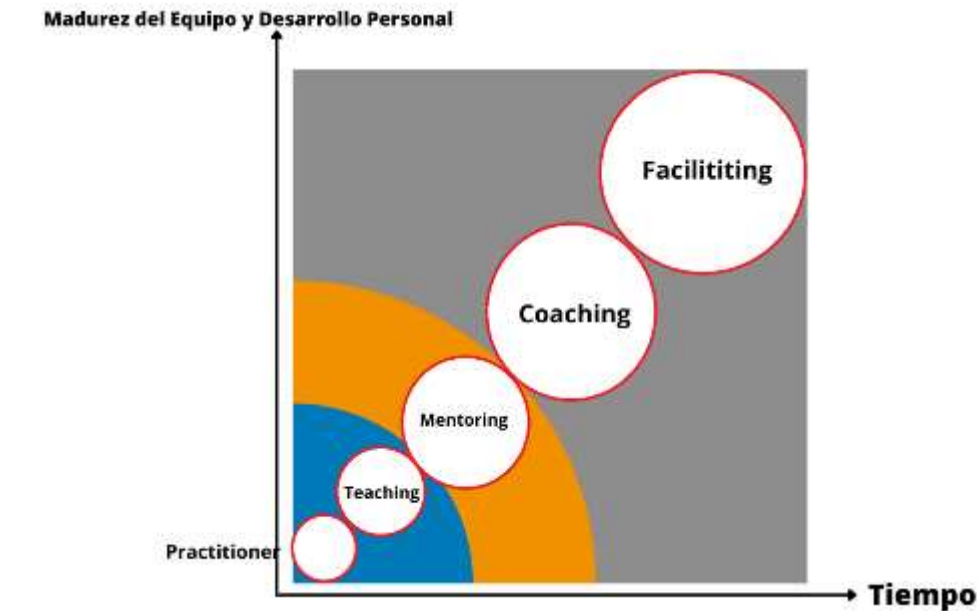 Madurez del Equipo y Desarrollo Personal
Facilititing
Coaching
Mentoring
Teaching
Practitioner
Tiempo